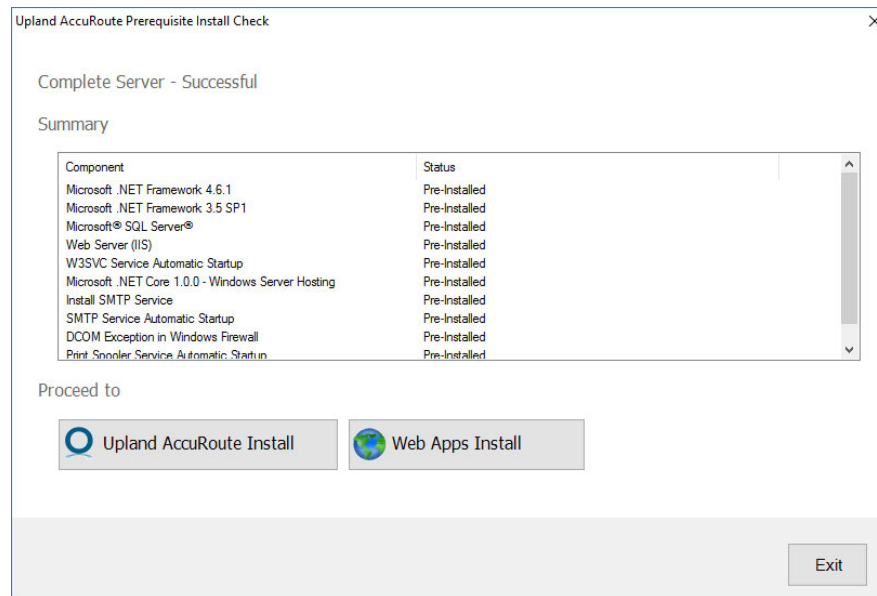 Upland AccuRoute Prerequisite Install Check
Complete Server - Successful
Summary
Component Status
Microsoft .NET Framework 4.6.1 Pre-Installed
Microsoft .NET Framework 3.5 SP1 Pre-Installed
Microsoft® SQL Server® Pre-Installed
Web Server (IIS) Pre-Installed
W3SVC Service Automatic Startup Pre-Installed
Microsoft .NET Core 1.0.0 - Windows Server Hosting Pre-Installed
Install SMTP Service Pre-Installed
SMTP Service Automatic Startup Pre-Installed
DCOM Exception in Windows Firewall Pre-Installed
Print Spooler Service Automatic Startup Pre-Installed
Proceed to
Upland AccuRoute Install Web Apps Install
Exit